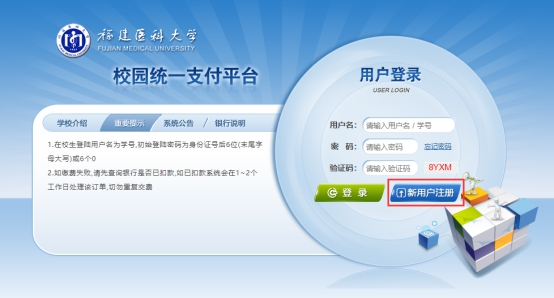 福建医科大学
FUJIAN MEDICAL UNIVERSITY
校园统一支付平台
学校介绍 重要提示 系统公告 银行说明
1.在校生登陆用户名为学号,初始登陆密码为身份证号后6位(末尾字
母大写)或6个0
2.如缴费失败,请先查询银行是否已扣款,如已扣款系统会在1~2个
工作日处理该订单,切勿重复交费
用户登录
USER LOGIN
用户名: 请输入用户名 / 学号
密 码: 请输入密码 忘记密码
验证码: 请输入验证码 8YXM
登 录 新用户注册